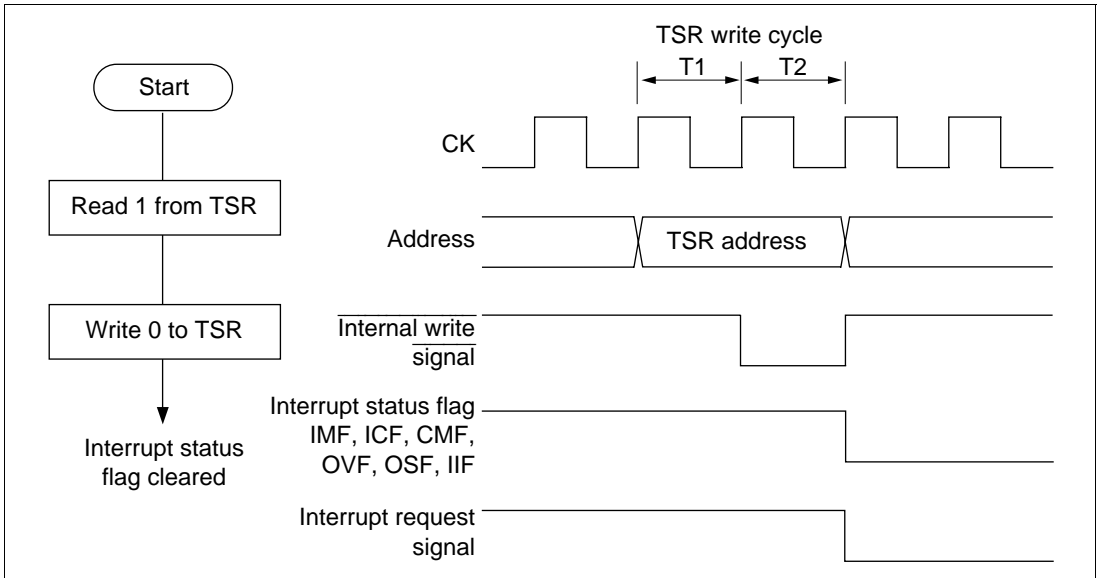 Start
Read 1 from TSR
Write 0 to TSR
Interrupt status
flag cleared
TSR write cycle
T1 T2
CK
Address
TSR address
Internal write
signal
Interrupt status flag
IMF, ICF, CMF,
OVF, OSF, IIF
Interrupt request
signal